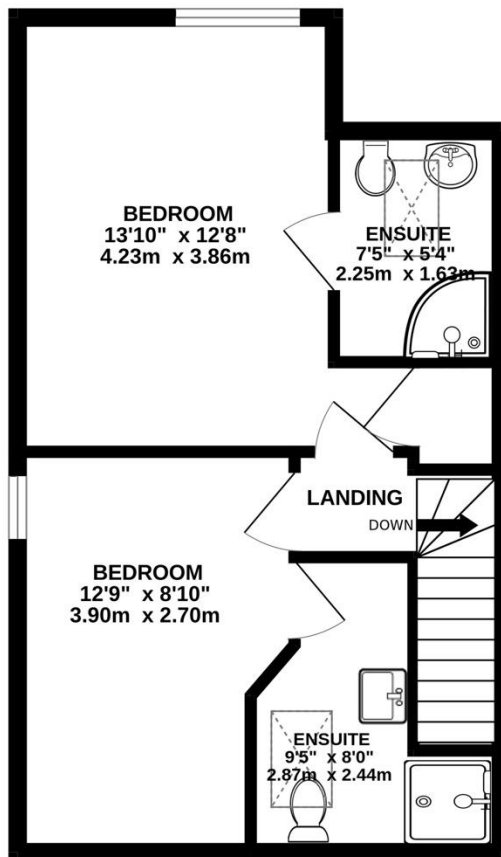 BEDROOM
13'10" x 12'8"
4.23m x 3.86m
ENSUITE
7'5" x 5'4"
2.25m x 1.63m
LANDING
DOWN
BEDROOM
12'9" x 8'10"
3.90m x 2.70m
ENSUITE
9'5" x 8'0"
2.87m x 2.44m